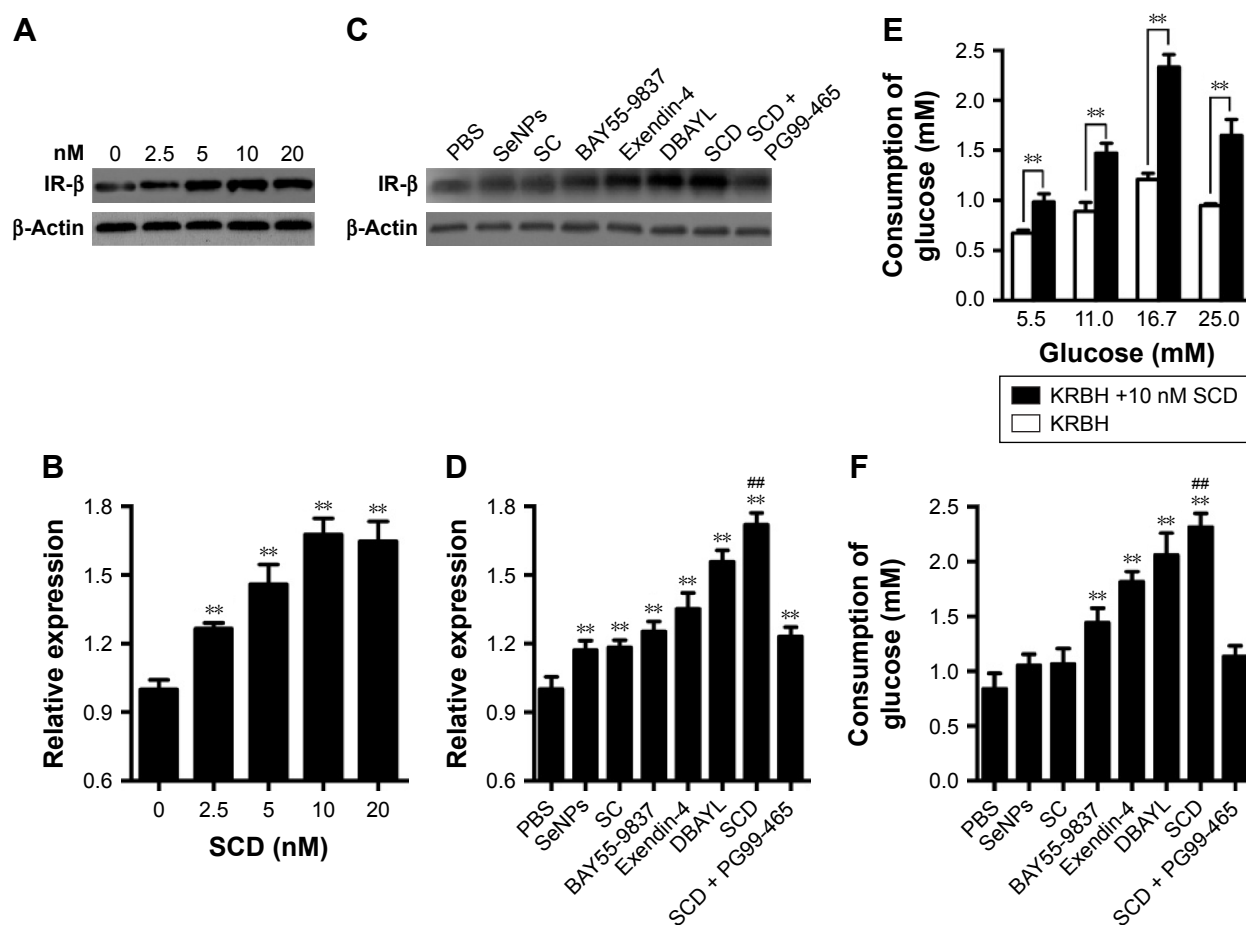 A
nM
0 2.5 5 10 20
IR-β
β-Actin
C
PBS
SeNPs
SC
BAY55-9837
Exendin-4
DBAYL
SCD
SCD +
PG99-465
IR-β
β-Actin
E
Consumption of
glucose (mM)
2.5
2.0
1.5
1.0
0.5
0.0
** ** ** **
5.5 11.0 16.7 25.0
Glucose (mM)
KRBH +10 nM SCD
KRBH
B
Relative expression
1.8
1.5
1.2
0.9
0.6
** ** ** **
0 2.5 5 10 20
SCD (nM)
D
Relative expression
1.8
1.5
1.2
0.9
0.6
##
** ** ** ** ** ** **
PBS
SeNPs
SC
BAY55-9837
Exendin-4
DBAYL
SCD
SCD + PG99-465
F
Consumption of
glucose (mM)
2.5
2.0
1.5
1.0
0.5
0.0
##
** ** ** **
PBS
SeNPs
SC
BAY55-9837
Exendin-4
DBAYL
SCD
SCD + PG99-465